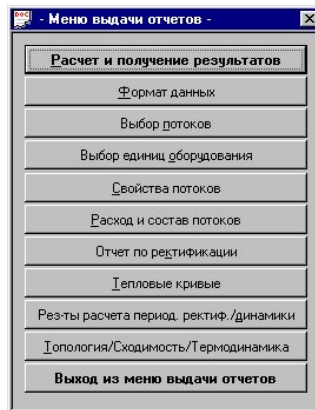 - Меню выдачи отчетов -
Расчет и получение результатов
Формат данных
Выбор потоков
Выбор единиц оборудования
Свойства потоков
Расход и состав потоков
Отчет по ректификации
Тепловые кривые
Рез-ты расчета период. ректиф./динамики
Топология/Сходимость/Термодинамика
Выход из меню выдачи отчетов